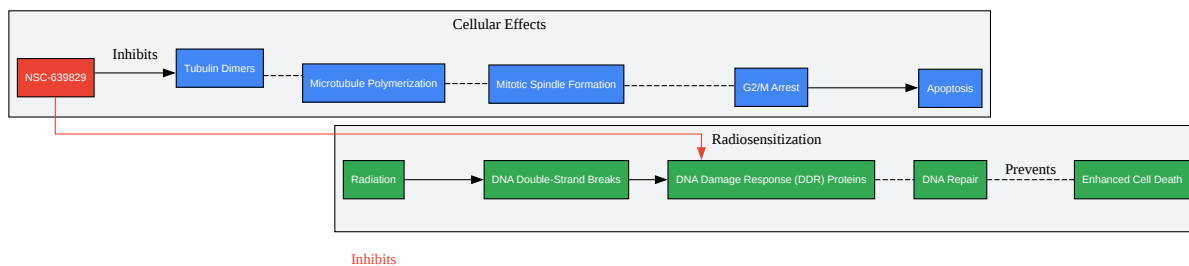 Cellular Effects
Inhibits
NSC-639829
Tubulin Dimers
Microtubule Polymerization
Mitotic Spindle Formation
G2/M Arrest
Apoptosis
Radiosensitization
Radiation
DNA Double-Strand Breaks
DNA Damage Response (DDR) Proteins
DNA Repair
Prevents
Enhanced Cell Death
Inhibits